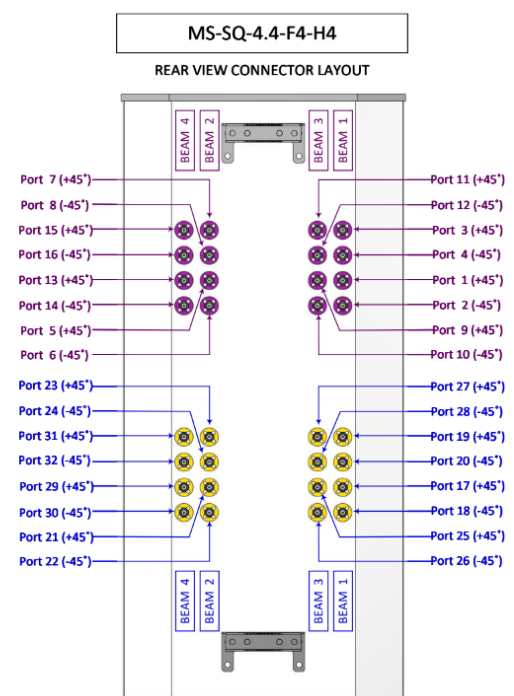 MS-SQ-4.4-F4-H4
REAR VIEW CONNECTOR LAYOUT
BEAM 4
BEAM 2
BEAM 3
BEAM 1
Port 7 (+45°)
Port 8 (-45°)
Port 15 (+45°)
Port 16 (-45°)
Port 13 (+45°)
Port 14 (-45°)
Port 5 (+45°)
Port 6 (-45°)
Port 11 (+45°)
Port 12 (-45°)
Port 3 (+45°)
Port 4 (-45°)
Port 1 (+45°)
Port 2 (-45°)
Port 9 (+45°)
Port 10 (-45°)
Port 23 (+45°)
Port 24 (-45°)
Port 31 (+45°)
Port 32 (-45°)
Port 29 (+45°)
Port 30 (-45°)
Port 21 (+45°)
Port 22 (-45°)
Port 27 (+45°)
Port 28 (-45°)
Port 19 (+45°)
Port 20 (-45°)
Port 17 (+45°)
Port 18 (-45°)
Port 25 (+45°)
Port 26 (-45°)
BEAM 4
BEAM 2
BEAM 3
BEAM 1